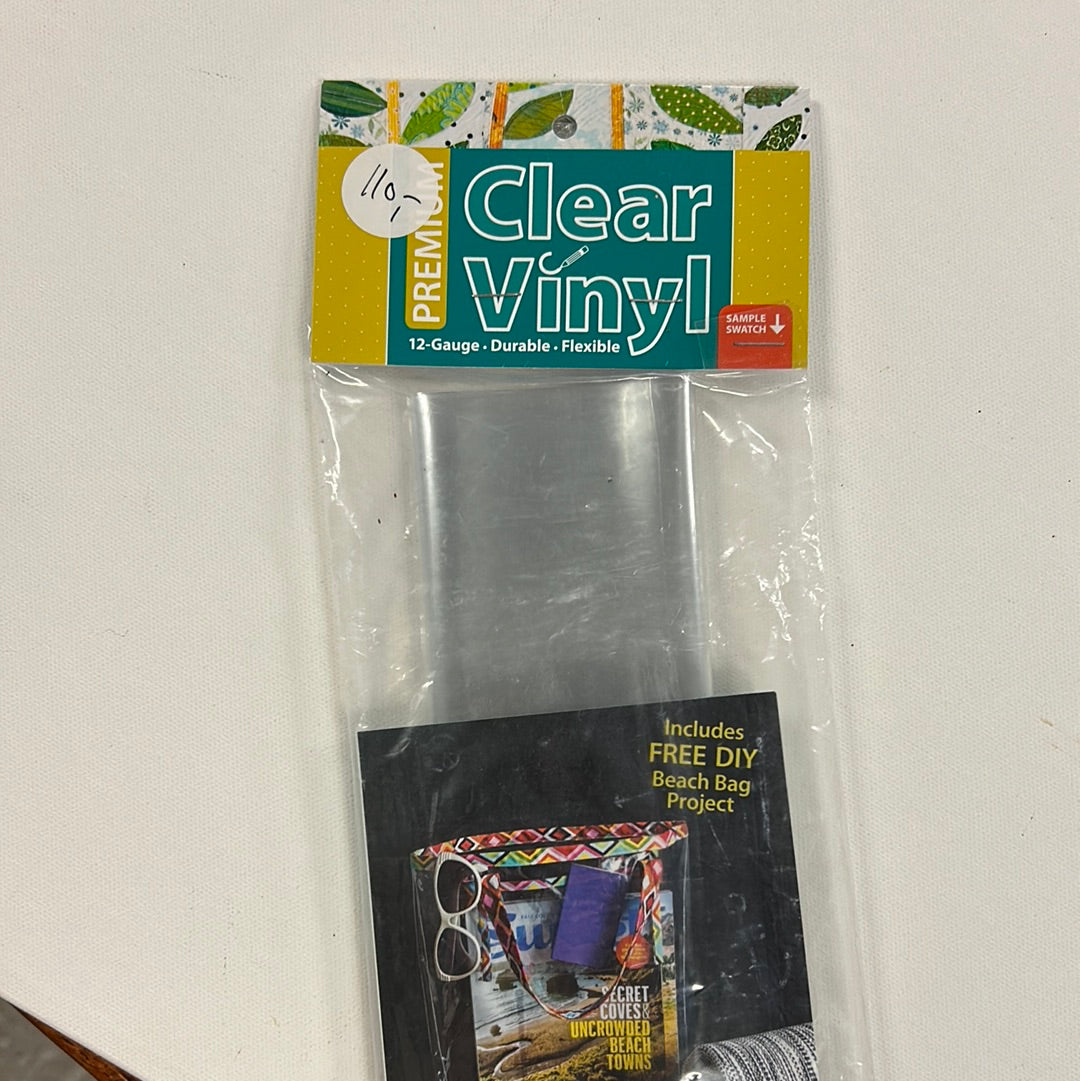 110,-
PREMIUM
Clear
Vinyl
12-Gauge • Durable • Flexible
SAMPLE
SWATCH
Includes
FREE DIY
Beach Bag
Project
SECRET
COVES &
UNCROWDED
BEACH
TOWNS